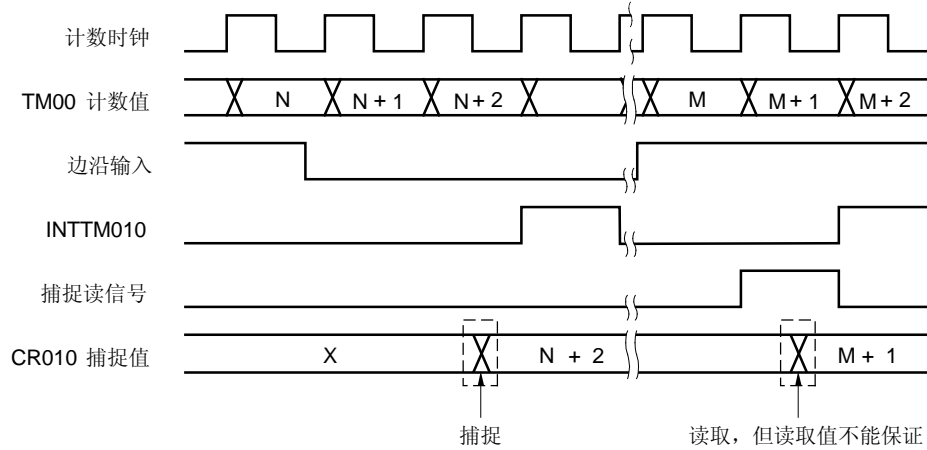 计数时钟
TM00 计数值 N N + 1 N + 2 M M + 1 M + 2
边沿输入
INTTM010
捕捉读信号
CR010 捕捉值 X N + 2 M + 1
捕捉 读取，但读取值不能保证